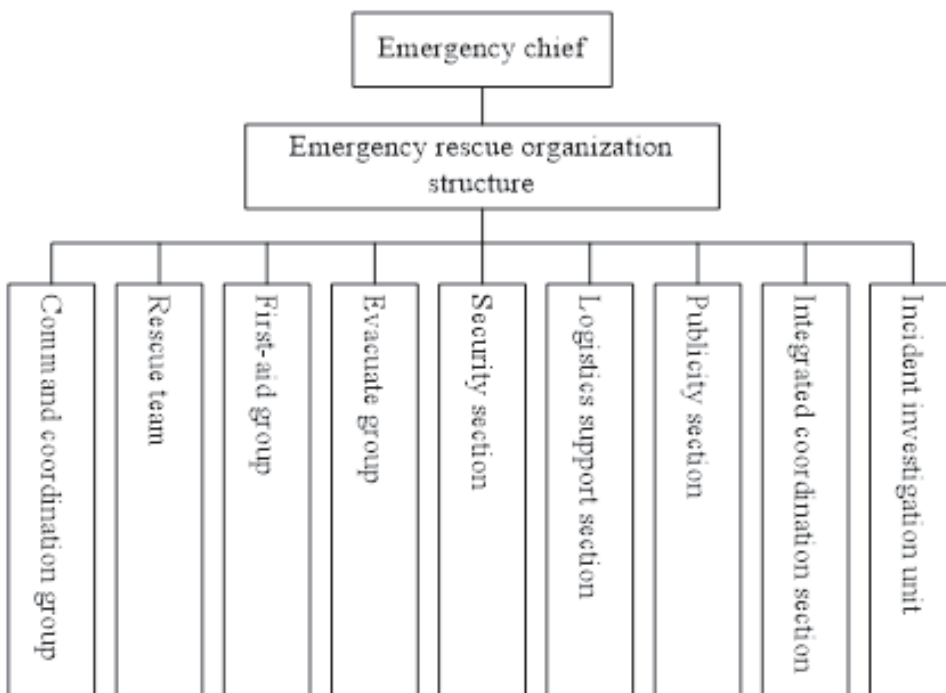 Emergency chief
Emergency rescue organization
structure
Command coordination group
Rescue team
First-aid group
Evacuate group
Security section
Logistics support section
Publicity section
Integrated coordination section
Incident investigation unit